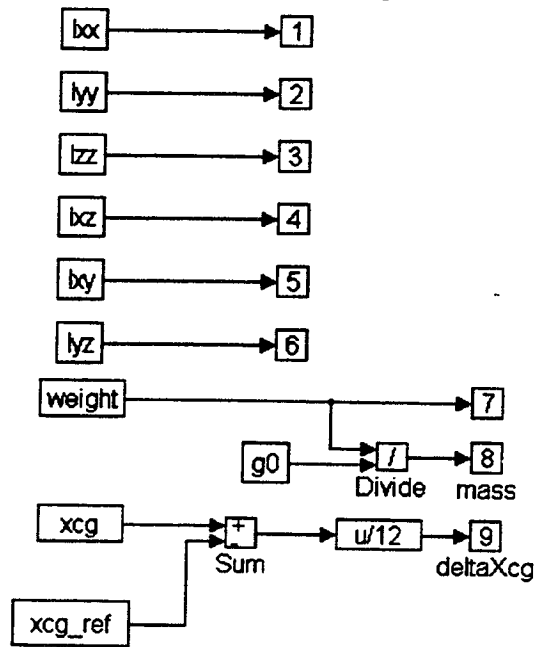 Ixx 1
Iyy 2
Izz 3
Ixz 4
Ixy 5
Iyz 6
weight 7
g0 / 8
Divide mass
xcg + - u/12 9
Sum deltaXcg
xcg_ref